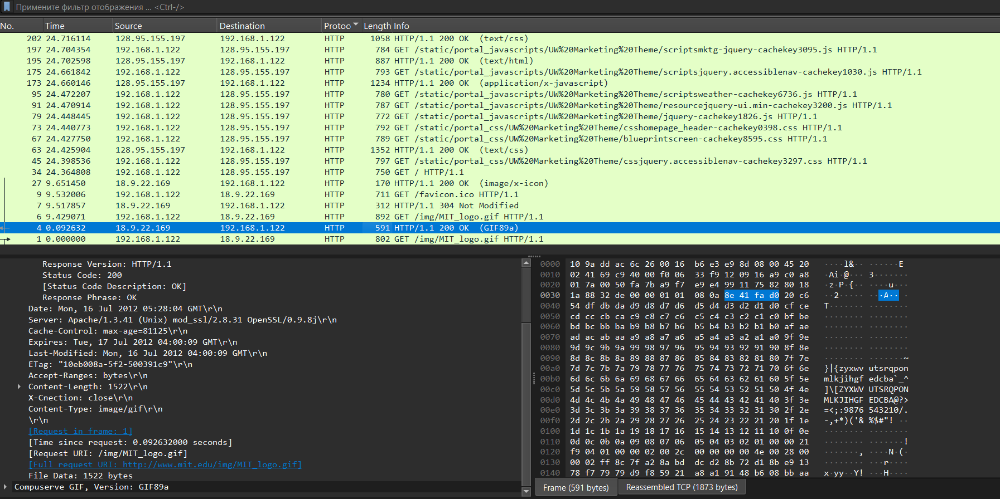 Примените фильтр отображения ... <Ctrl-/>
No. Time Source Destination Protoc Length Info
202 24.716114 128.95.155.197 192.168.1.122 HTTP 1058 HTTP/1.1 200 OK (text/css)
197 24.704354 192.168.1.122 128.95.155.197 HTTP 784 GET /static/portal_javascripts/UW%20Marketing%20Theme/scriptsmktg-jquery-cachekey3095.js HTTP/1.1
195 24.702598 128.95.155.197 192.168.1.122 HTTP 887 HTTP/1.1 200 OK (text/html)
175 24.661842 192.168.1.122 128.95.155.197 HTTP 793 GET /static/portal_javascripts/UW%20Marketing%20Theme/scriptsjquery.accessiblenav-cachekey1030.js HTTP/1.1
173 24.660146 128.95.155.197 192.168.1.122 HTTP 1234 HTTP/1.1 200 OK (application/x-javascript)
95 24.472207 192.168.1.122 128.95.155.197 HTTP 780 GET /static/portal_javascripts/UW%20Marketing%20Theme/scriptsweather-cachekey6736.js HTTP/1.1
91 24.470914 192.168.1.122 128.95.155.197 HTTP 787 GET /static/portal_javascripts/UW%20Marketing%20Theme/resourcejquery-ui.min-cachekey3200.js HTTP/1.1
79 24.448445 192.168.1.122 128.95.155.197 HTTP 772 GET /static/portal_javascripts/UW%20Marketing%20Theme/jquery-cachekey1826.js HTTP/1.1
73 24.440773 192.168.1.122 128.95.155.197 HTTP 792 GET /static/portal_css/UW%20Marketing%20Theme/csshomepage_header-cachekey0398.css HTTP/1.1
67 24.427750 192.168.1.122 128.95.155.197 HTTP 789 GET /static/portal_css/UW%20Marketing%20Theme/blueprintscreen-cachekey8595.css HTTP/1.1
63 24.425904 128.95.155.197 192.168.1.122 HTTP 1352 HTTP/1.1 200 OK (text/css)
45 24.398536 192.168.1.122 128.95.155.197 HTTP 797 GET /static/portal_css/UW%20Marketing%20Theme/cssjquery.accessiblenav-cachekey3297.css HTTP/1.1
34 24.364808 192.168.1.122 128.95.155.197 HTTP 750 GET / HTTP/1.1
27 9.651450 18.9.22.169 192.168.1.122 HTTP 170 HTTP/1.1 200 OK (image/x-icon)
9 9.532006 192.168.1.122 18.9.22.169 HTTP 711 GET /favicon.ico HTTP/1.1
7 9.517857 18.9.22.169 192.168.1.122 HTTP 312 HTTP/1.1 304 Not Modified
6 9.429071 192.168.1.122 18.9.22.169 HTTP 892 GET /img/MIT_logo.gif HTTP/1.1
4 0.092632 18.9.22.169 192.168.1.122 HTTP 591 HTTP/1.1 200 OK (GIF89a)
1 0.000000 192.168.1.122 18.9.22.169 HTTP 802 GET /img/MIT_logo.gif HTTP/1.1
Response Version: HTTP/1.1
Status Code: 200
[Status Code Description: OK]
Response Phrase: OK
Date: Mon, 16 Jul 2012 05:28:04 GMT\r\n
Server: Apache/1.3.41 (Unix) mod_ssl/2.8.31 OpenSSL/0.9.8j\r\n
Cache-Control: max-age=81125\r\n
Expires: Tue, 17 Jul 2012 04:00:09 GMT\r\n
Last-Modified: Mon, 16 Jul 2012 04:00:09 GMT\r\n
ETag: "10eb008a-5f2-500391c9"\r\n
Accept-Ranges: bytes\r\n
Content-Length: 1522\r\n
X-Cnection: close\r\n
Content-Type: image/gif\r\n
\r\n
[Request in frame: 1]
[Time since request: 0.092632000 seconds]
[Request URI: /img/MIT_logo.gif]
[Full request URI: http://www.mit.edu/img/MIT_logo.gif]
File Data: 1522 bytes
Compuserve GIF, Version: GIF89a
0000 10 9a dd ac 6c 26 00 16 b6 e3 e9 8d 08 00 45 20 ····l&·· ······E
0010 02 41 69 c9 40 00 f0 06 33 f9 12 09 16 a9 c0 a8 ·Ai·@··· 3·······
0020 01 7a 00 50 fa 7b a9 f7 e9 e4 99 11 75 82 80 18 ·z·P·{·· ····u···
0030 1a 88 32 de 00 00 01 01 08 0a 8e 41 fa d0 20 c6 ··2····· ···A·· ·
0040 54 df db da d9 d8 d7 d6 d5 d4 d3 d2 d1 d0 cf ce T······· ········
0050 cd cc cb ca c9 c8 c7 c6 c5 c4 c3 c2 c1 c0 bf be ········ ········
0060 bd bc bb ba b9 b8 b7 b6 b5 b4 b3 b2 b1 b0 af ae ········ ········
0070 ad ac ab aa a9 a8 a7 a6 a5 a4 a3 a2 a1 a0 9f 9e ········ ········
0080 9d 9c 9b 9a 99 98 97 96 95 94 93 92 91 90 8f 8e ········ ········
0090 8d 8c 8b 8a 89 88 87 86 85 84 83 82 81 80 7f 7e ········ ·······~
00a0 7d 7c 7b 7a 79 78 77 76 75 74 73 72 71 70 6f 6e }|{zyxwv utsrqpon
00b0 6d 6c 6b 6a 69 68 67 66 65 64 63 62 61 60 5f 5e mlkjihgf edcba`_^
00c0 5d 5c 5b 5a 59 58 57 56 55 54 53 52 51 50 4f 4e ]\[ZYXWV UTSRQPON
00d0 4d 4c 4b 4a 49 48 47 46 45 44 43 42 41 40 3f 3e MLKJIHGF EDCBA@?>
00e0 3d 3c 3b 3a 39 38 37 36 35 34 33 32 31 30 2f 2e =<;:9876 543210/.
00f0 2d 2c 2b 2a 29 28 27 26 25 24 23 22 21 20 1f 1e -,+*)('& %$#"! ··
0100 1d 1c 1b 1a 19 18 17 16 15 14 13 12 11 10 0f 0e ········ ········
0110 0d 0c 0b 0a 09 08 07 06 05 04 03 02 01 00 00 21 ········ ·······!
0120 f9 04 01 00 00 02 00 2c 00 00 00 00 4e 00 28 00 ·······, ····N·(·
0130 00 02 ff 8c 7f a2 8a bd dc d2 8b 72 d1 8b e9 13 ········ ···r····
0140 78 f7 79 79 d9 f8 59 21 a8 a1 91 48 b6 08 bb aa x·yy··Y! ···H····
Frame (591 bytes) Reassembled TCP (1873 bytes)